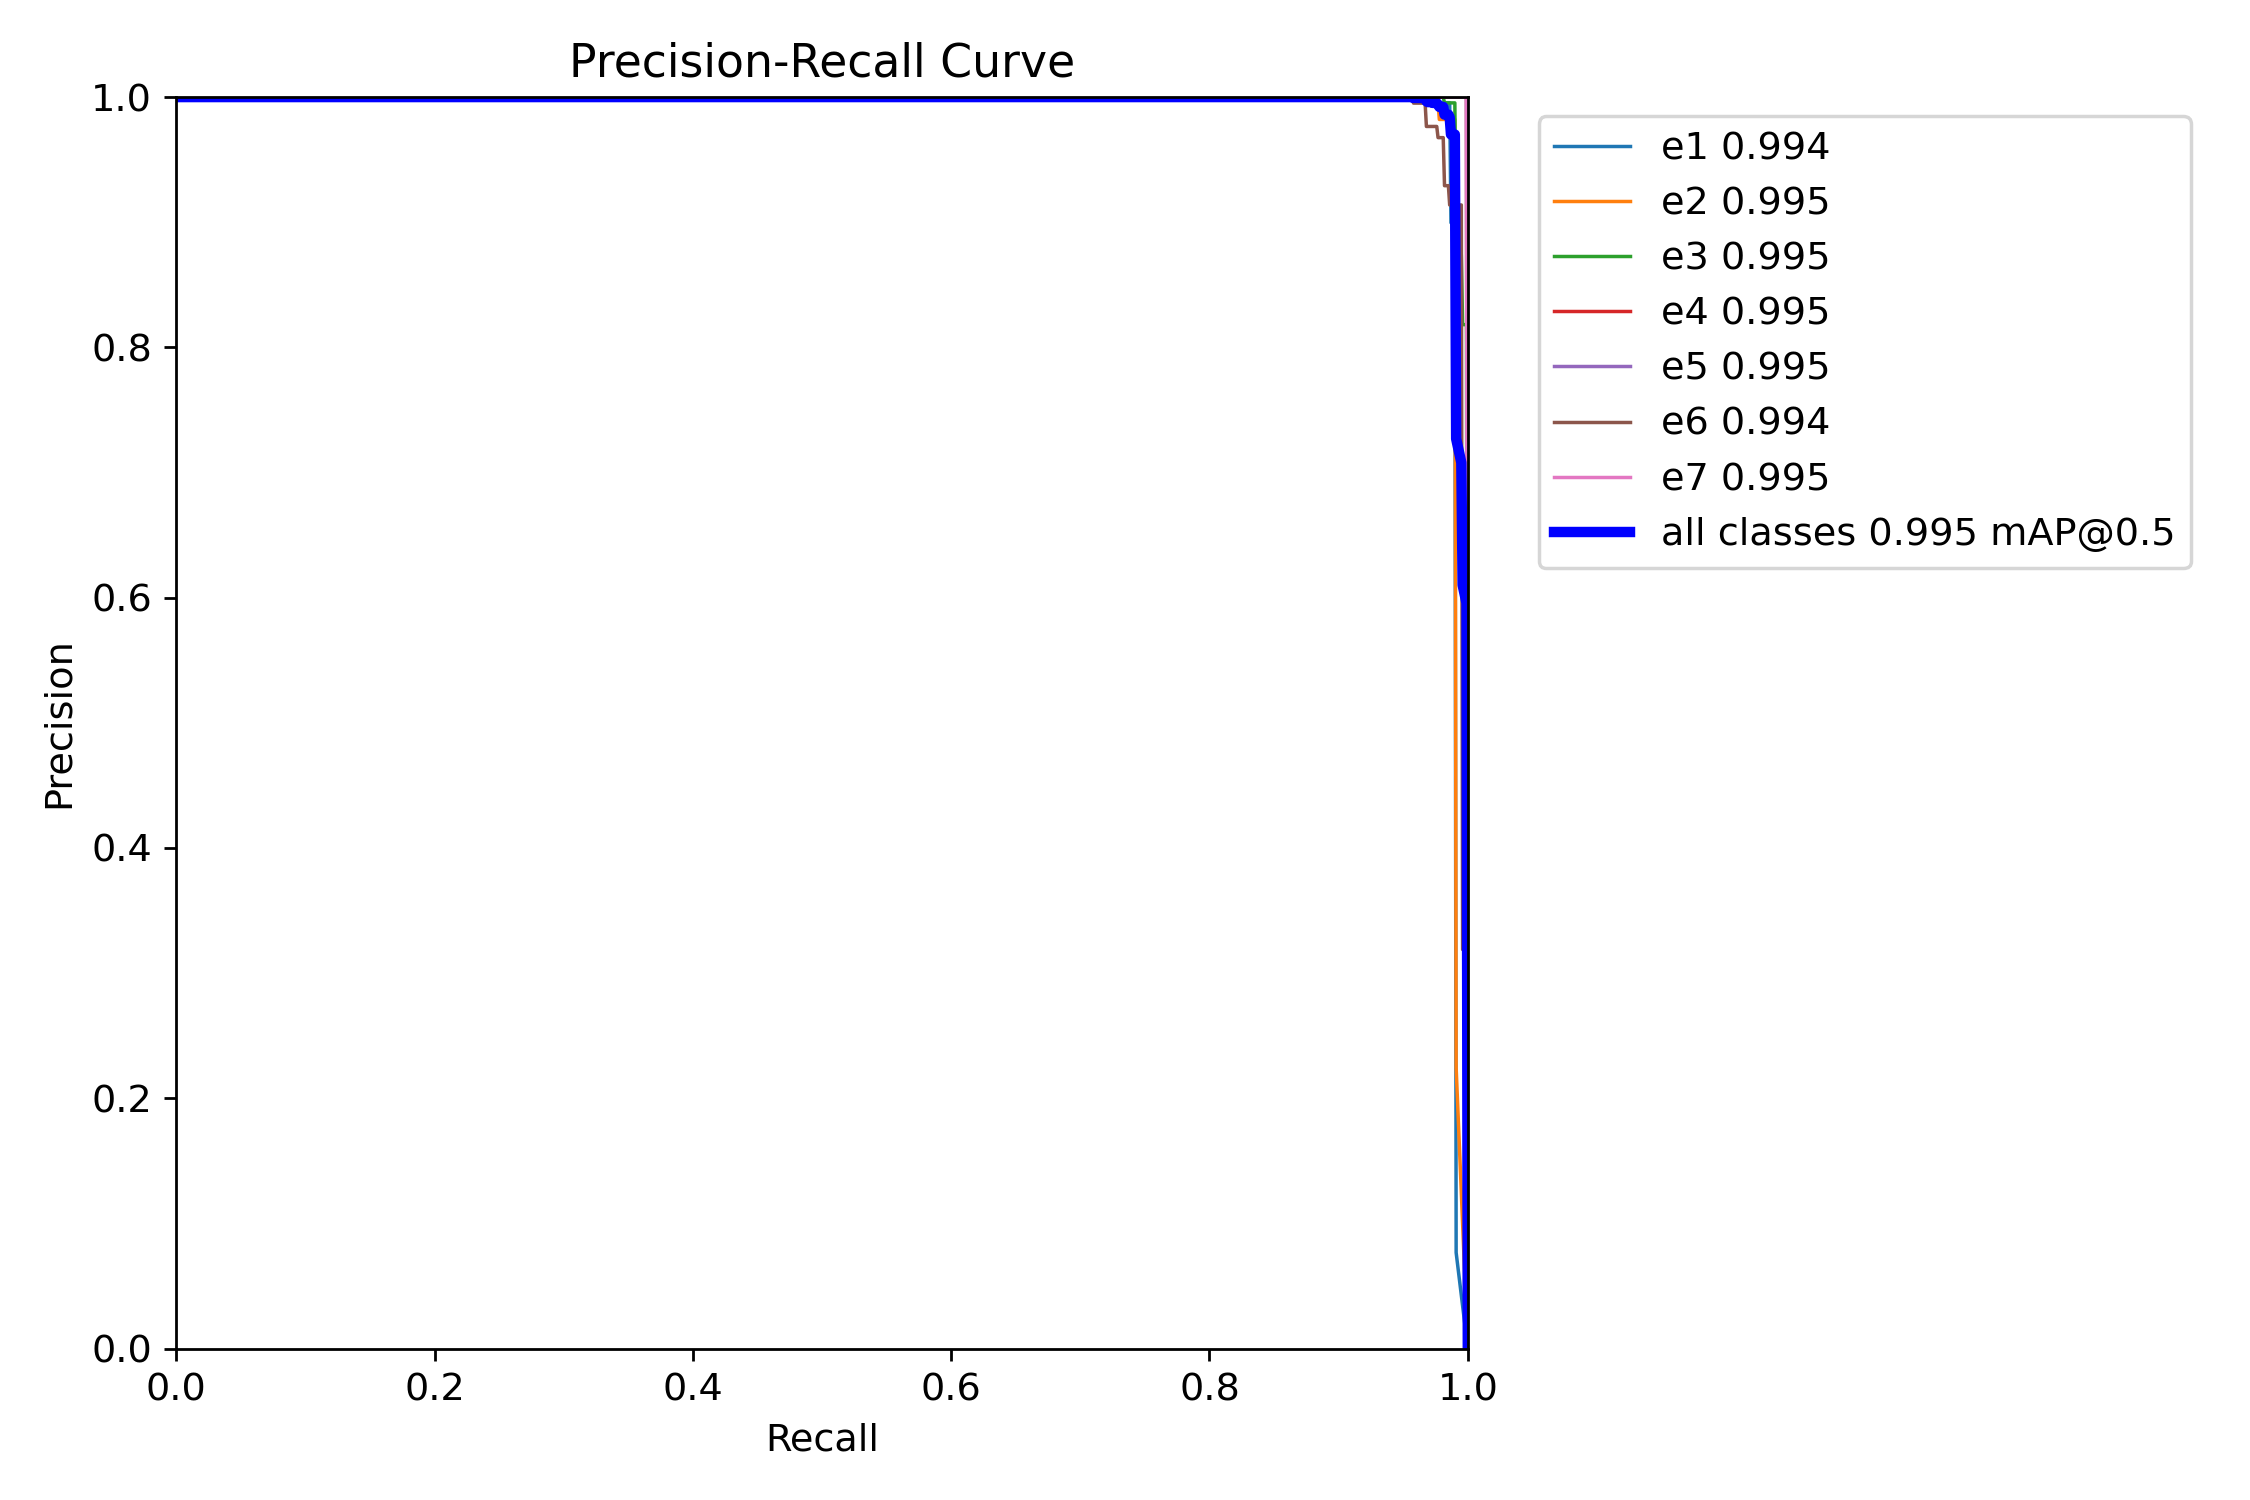 Precision-Recall Curve
1.0
0.8
0.6
0.4
0.2
0.0
Precision
0.0 0.2 0.4 0.6 0.8 1.0
Recall
e1 0.994
e2 0.995
e3 0.995
e4 0.995
e5 0.995
e6 0.994
e7 0.995
all classes 0.995 mAP@0.5